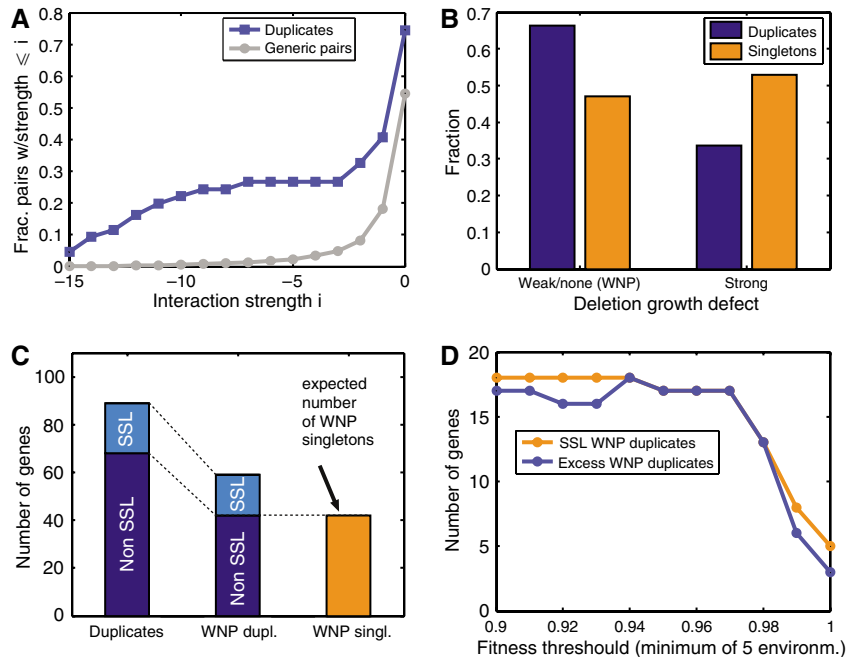 A
Frac. pairs w/strength ⩽ i
0.8
0.7
0.6
0.5
0.4
0.3
0.2
0.1
0
−15
−10
−5
0
Interaction strength i
Duplicates
Generic pairs
B
Fraction
0.7
0.6
0.5
0.4
0.3
0.2
0.1
0
Duplicates
Singletons
Weak/none (WNP)
Strong
Deletion growth defect
C
Number of genes
100
80
60
40
20
0
SSL
Non SSL
SSL
Non SSL
expected
number
of WNP
singletons
Duplicates
WNP dupl.
WNP singl.
D
Number of genes
20
15
10
5
0
SSL WNP duplicates
Excess WNP duplicates
0.9
0.92
0.94
0.96
0.98
1
Fitness threshould (minimum of 5 environm.)